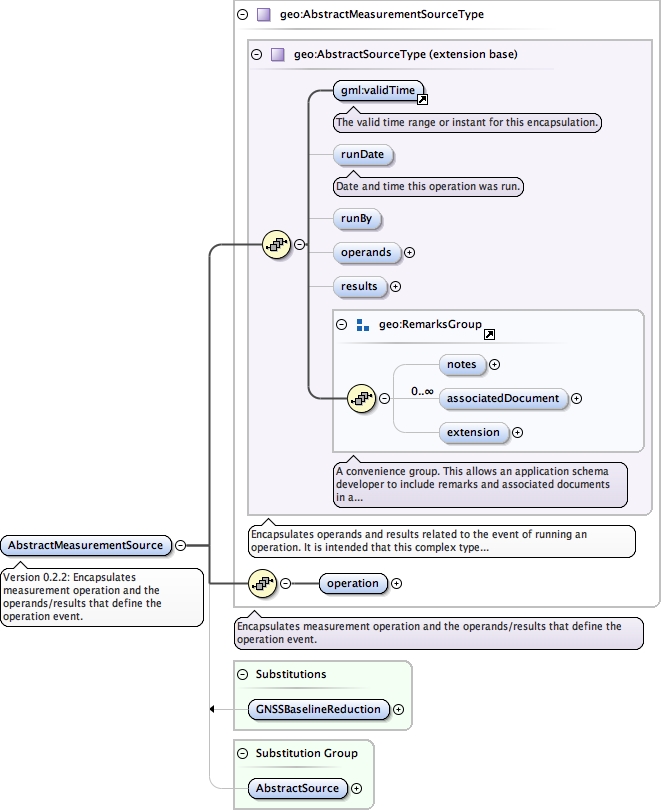 geo:AbstractMeasurementSourceType
geo:AbstractSourceType (extension base)
gml:validTime
The valid time range or instant for this encapsulation.
runDate
Date and time this operation was run.
runBy
operands
results
geo:RemarksGroup
notes
0..∞
associatedDocument
extension
A convenience group. This allows an application schema
developer to include remarks and associated documents
in a...
Encapsulates operands and results related to the event of running an
operation. It is intended that this complex type...
AbstractMeasurementSource
Version 0.2.2: Encapsulates
measurement operation and the
operands/results that define the
operation event.
operation
Encapsulates measurement operation and the operands/results that define the
operation event.
Substitutions
GNSSBaselineReduction
Substitution Group
AbstractSource